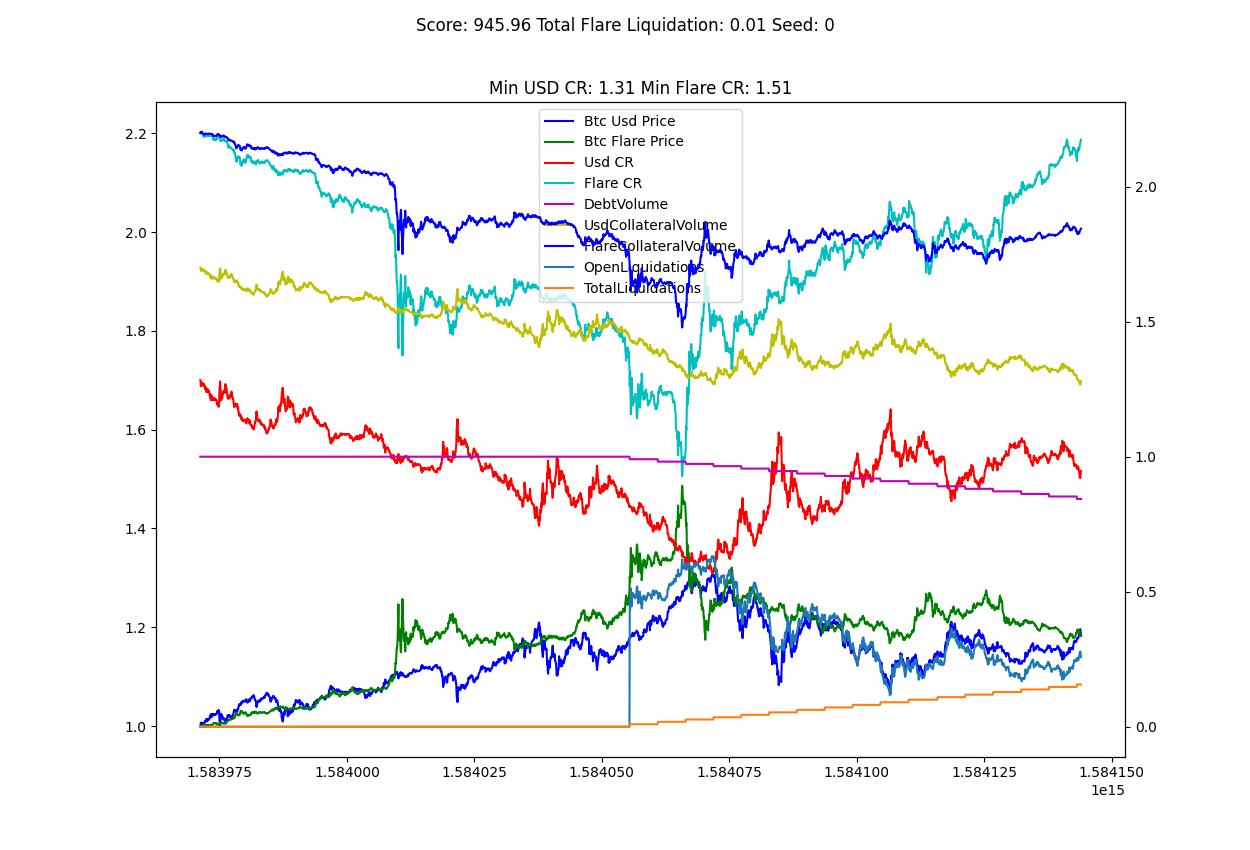 Score: 945.96 Total Flare Liquidation: 0.01 Seed: 0
Min USD CR: 1.31 Min Flare CR: 1.51
Btc Usd Price
Btc Flare Price
Usd CR
Flare CR
DebtVolume
UsdCollateralVolume
FlareCollateralVolume
OpenLiquidations
TotalLiquidations
2.2
2.0
1.8
1.6
1.4
1.2
1.0
2.0
1.5
1.0
0.5
0.0
1.583975
1.584000
1.584025
1.584050
1.584075
1.584100
1.584125
1.584150
1e15